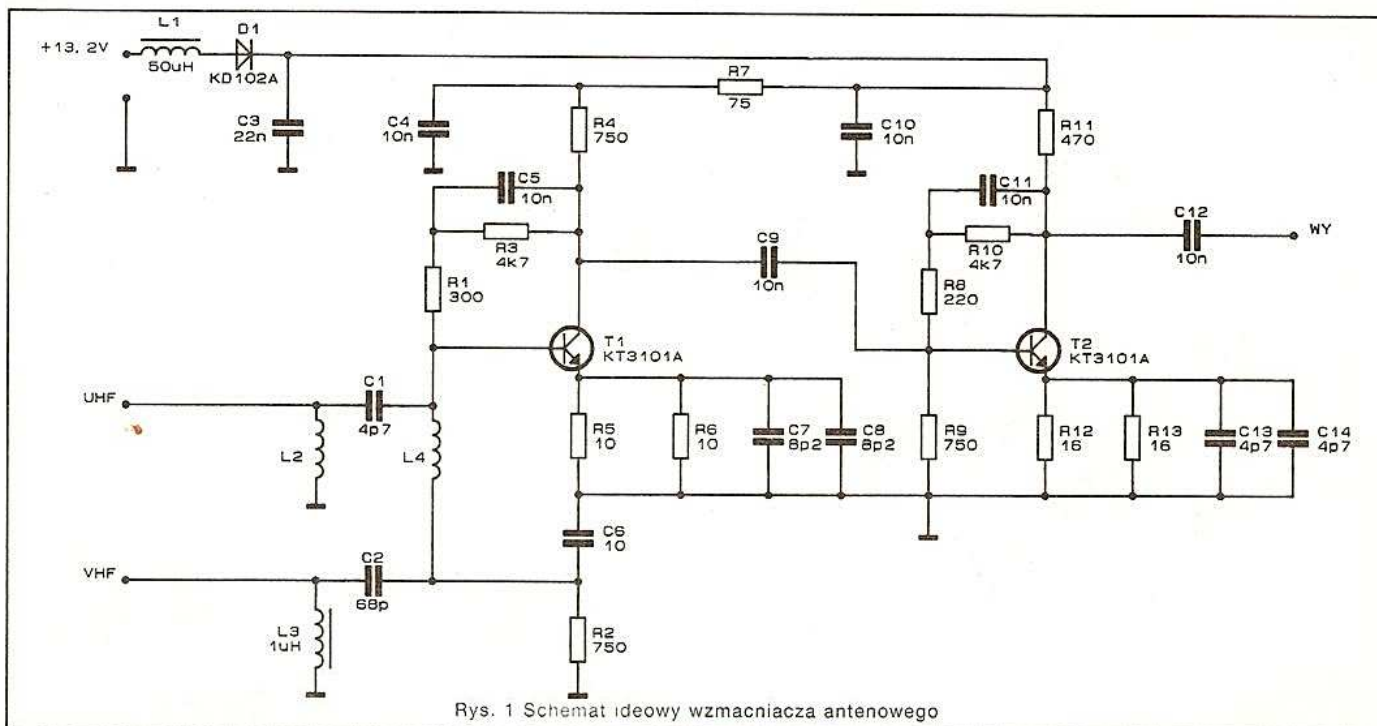 L1
+13.2V
50uH
D1
KD102A
C3
22n
C4
10n
R4
750
R7
75
C10
10n
R11
470
C5
10n
R3
4k7
R1
300
C9
10n
C11
10n
R10
4k7
R8
220
C12
10n
WY
T1
KT3101A
T2
KT3101A
UHF
C1
4p7
L2
L4
R5
10
R6
10
C7
8p2
C8
8p2
R9
750
R12
16
R13
16
C13
4p7
C14
4p7
C6
10
VHF
C2
68p
L3
1uH
R2
750
Rys. 1 Schemat ideowy wzmacniacza antenowego